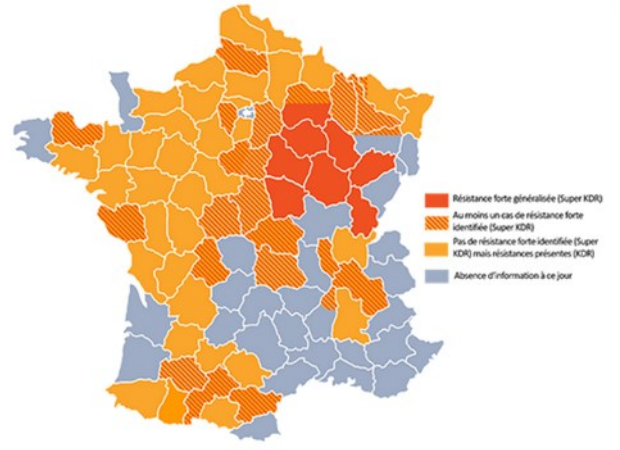 Résistance forte généralisée (Super KDR)
Au moins un cas de résistance forte
identifiée (Super KDR)
Pas de résistance forte identifiée (Super
KDR) mais résistances présentes (KDR)
Absence d'information à ce jour